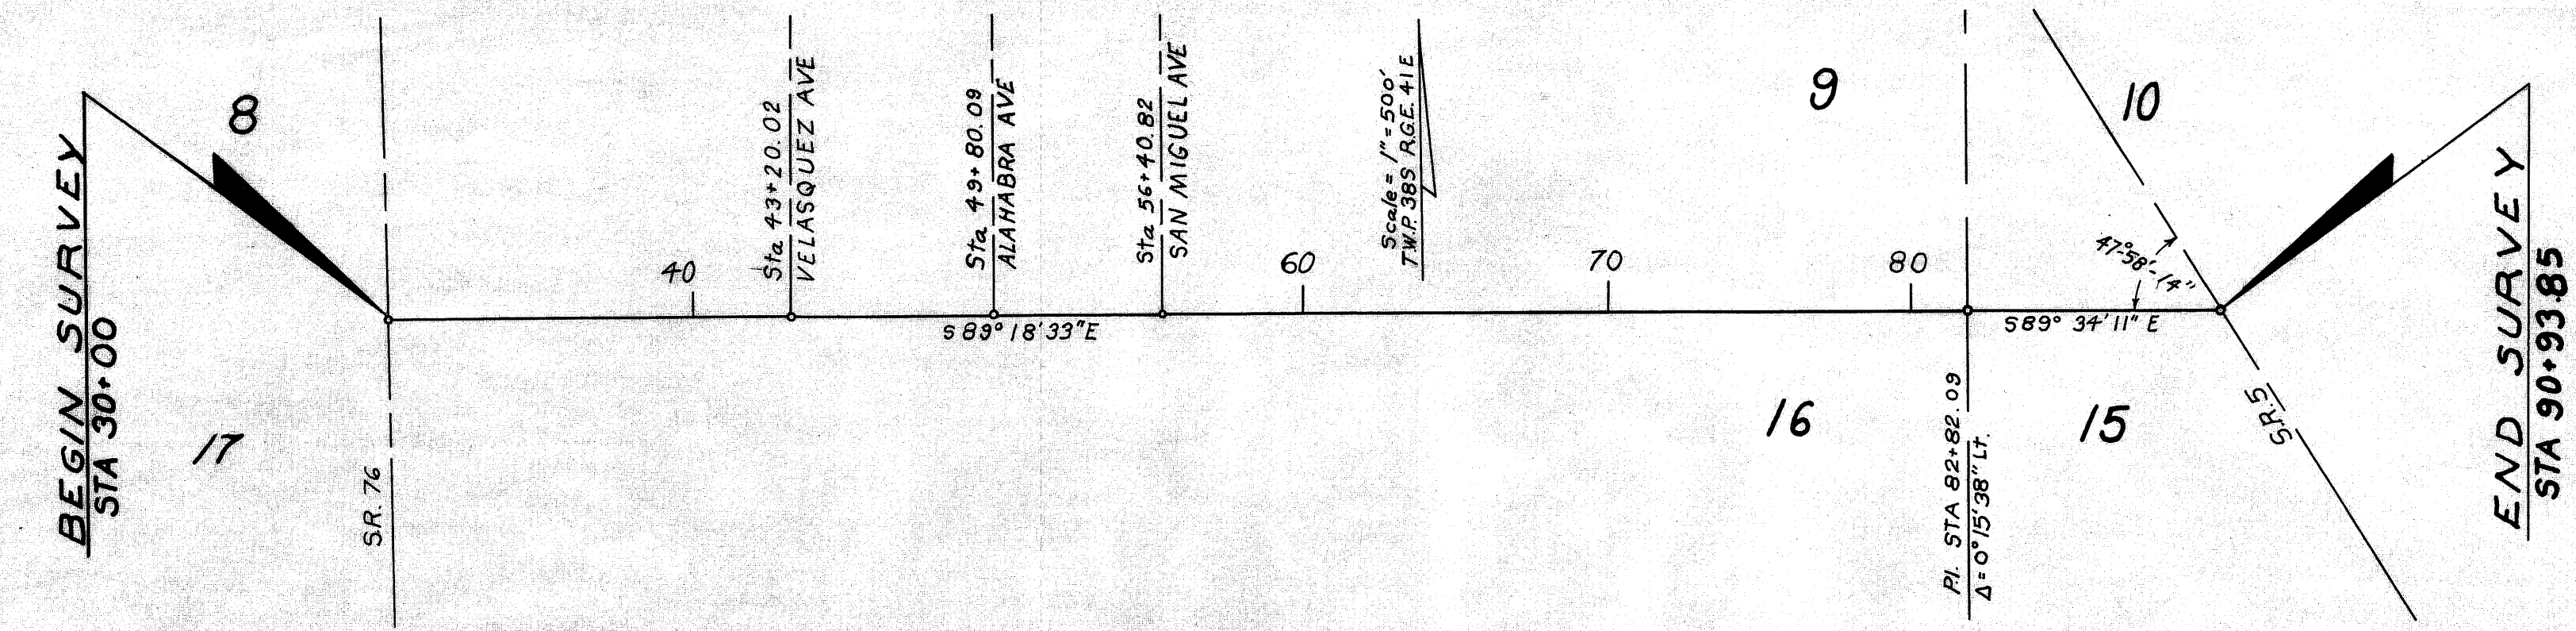 BEGIN SURVEY
STA 30+00
8
17
S.R. 76
40
Sta 43+20.02
VELASQUEZ AVE
Sta 49+80.09
ALAHABRA AVE
S 89° 18' 33" E
Sta 56+40.82
SAN MIGUEL AVE
60
Scale = 1" = 500'
T.W.P. 38S R.G.E. 41E
70
9
16
80
P.I. STA 82+82.09
Δ = 0° 15' 38" Lt.
10
47°-58'-14"
S 89° 34' 11" E
15
S.R. 5
END SURVEY
STA 90+93.85